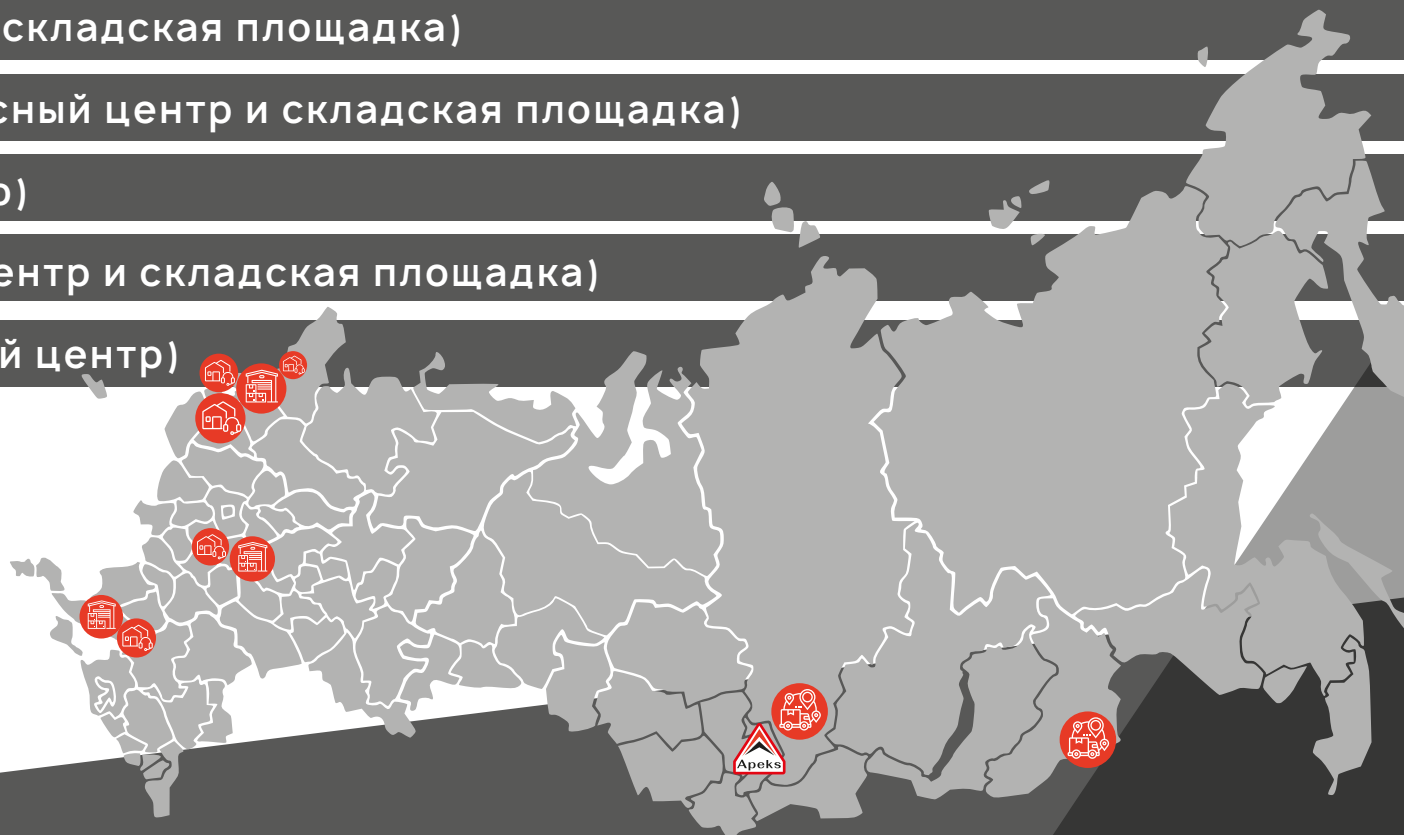 складская площадка)
сный центр и складская площадка)
р)
ентр и складская площадка)
й центр)
Apeks